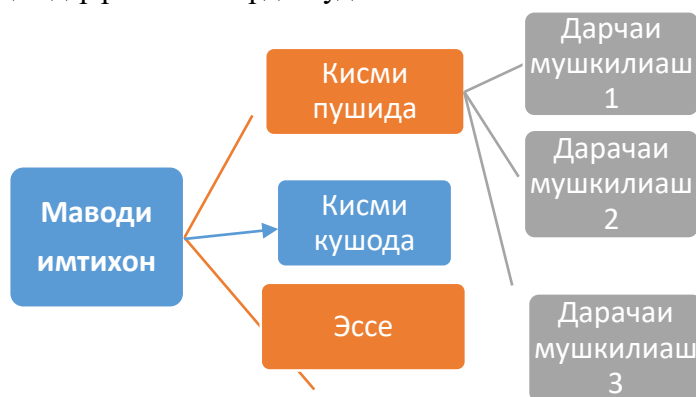 Маводи
имтихон
Кисми
пушида
Кисми
кушода
Эссе
Дарчаи
мушкилиаш
1
Дарачаи
мушкилиаш
2
Дарачаи
мушкилиаш
3